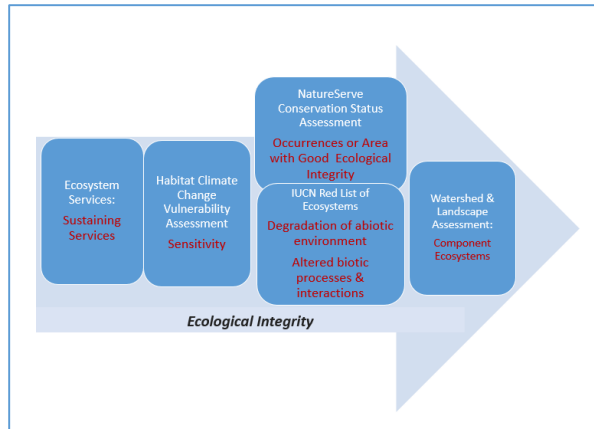 Ecosystem
Services:
Sustaining
Services
Habitat Climate
Change
Vulnerability
Assessment
Sensitivity
NatureServe
Conservation Status
Assessment
Occurrences or Area
with Good Ecological
Integrity
IUCN Red List of
Ecosystems
Degradation of abiotic
environment
Altered biotic
processes &
interactions
Watershed &
Landscape
Assessment:
Component
Ecosystems
Ecological Integrity